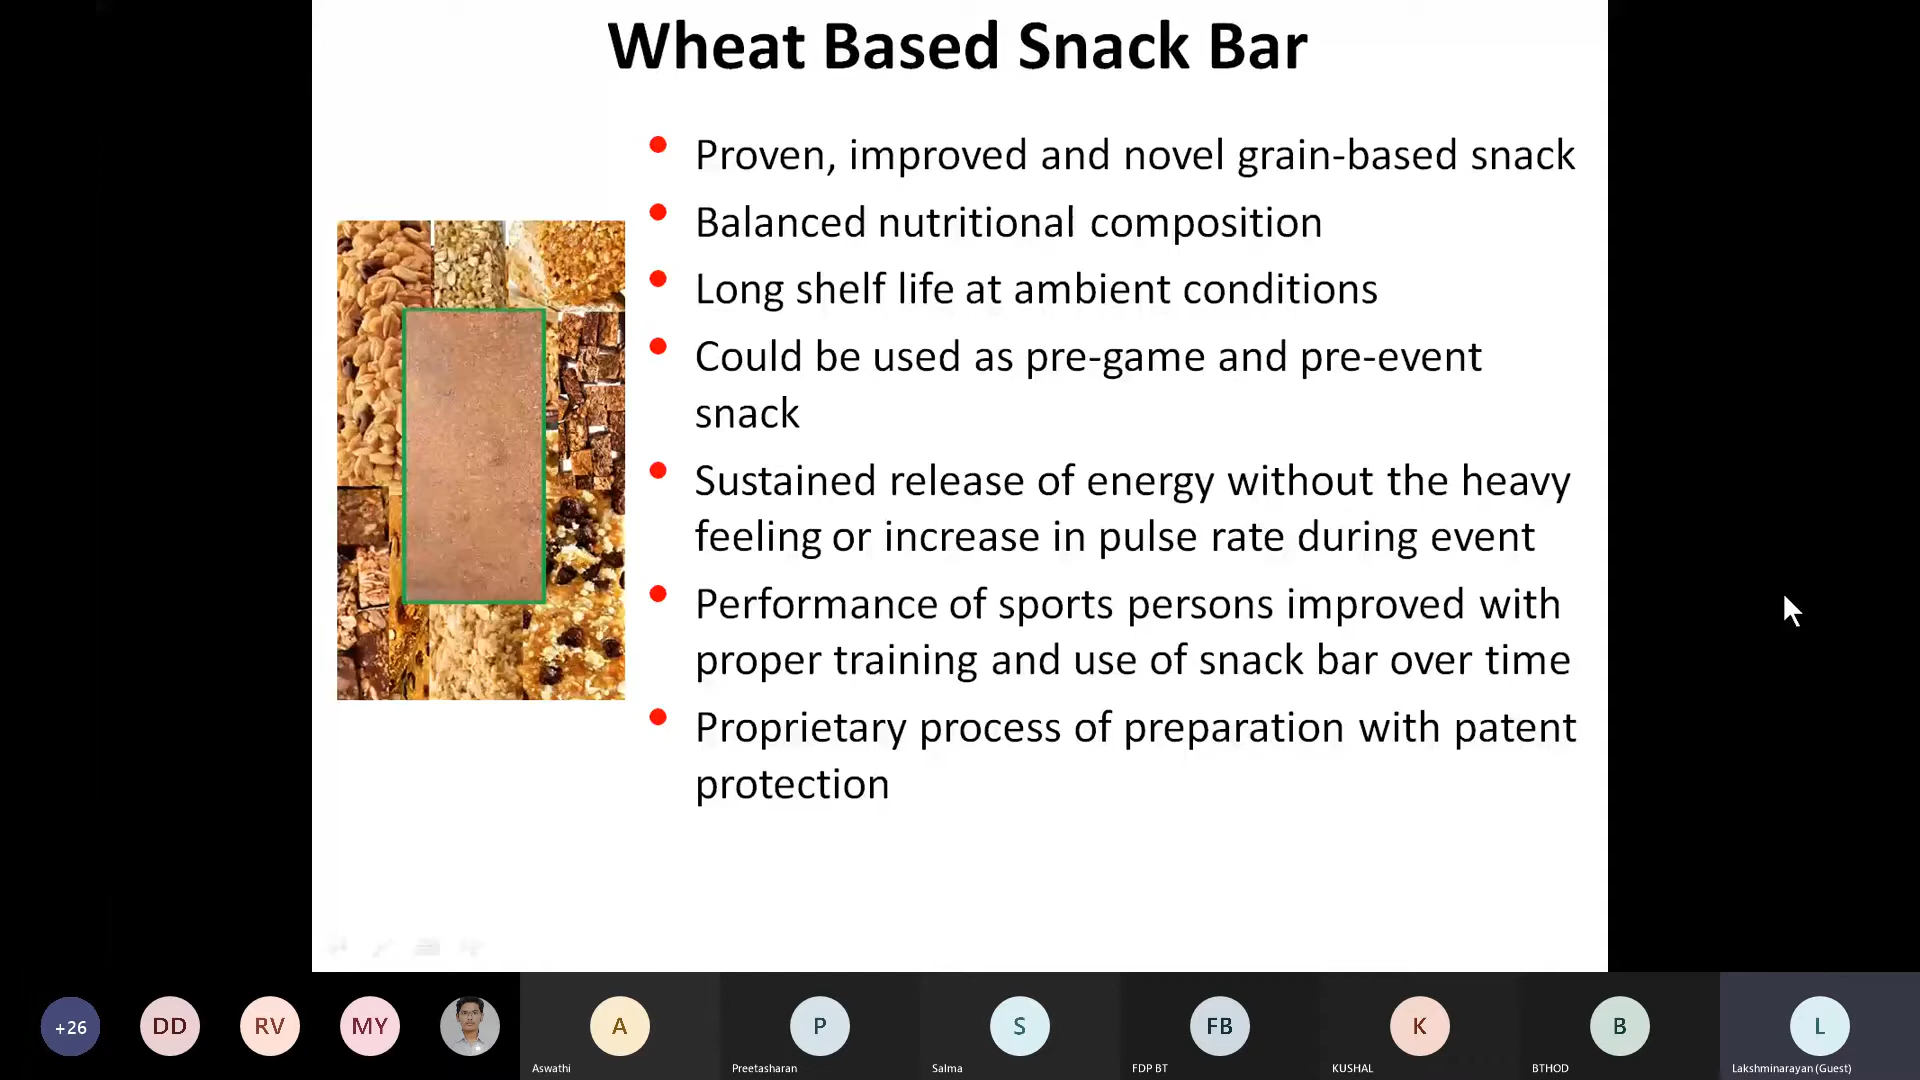 Wheat Based Snack Bar
Proven, improved and novel grain-based snack
Balanced nutritional composition
Long shelf life at ambient conditions
Could be used as pre-game and pre-event
snack
Sustained release of energy without the heavy
feeling or increase in pulse rate during event
Performance of sports persons improved with
proper training and use of snack bar over time
Proprietary process of preparation with patent
protection
+26
DD
RV
MY
A
P
S
FB
K
B
L
Aswathi
Preetasharan
Salma
FDP BT
KUSHAL
BTHOD
Lakshminarayan (Guest)